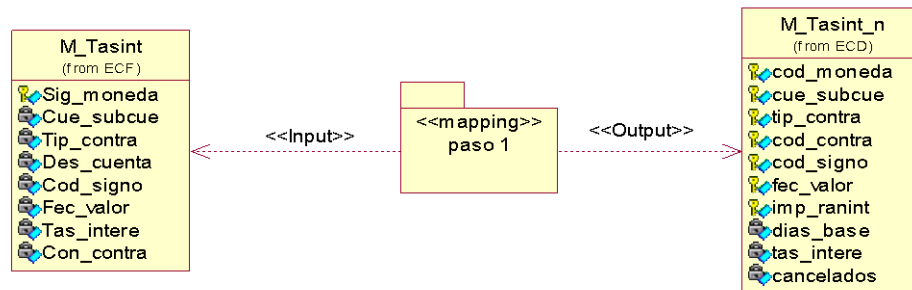 M_Tasint
(from ECF)
Sig_moneda
Cue_subcue
Tip_contra
Des_cuenta
Cod_signo
Fec_valor
Tas_intere
Con_contra
<<Input>>
<<mapping>>
paso 1
<<Output>>
M_Tasint_n
(from ECD)
cod_moneda
cue_subcue
tip_contra
cod_contra
cod_signo
fec_valor
imp_ranint
dias_base
tas_intere
cancelados